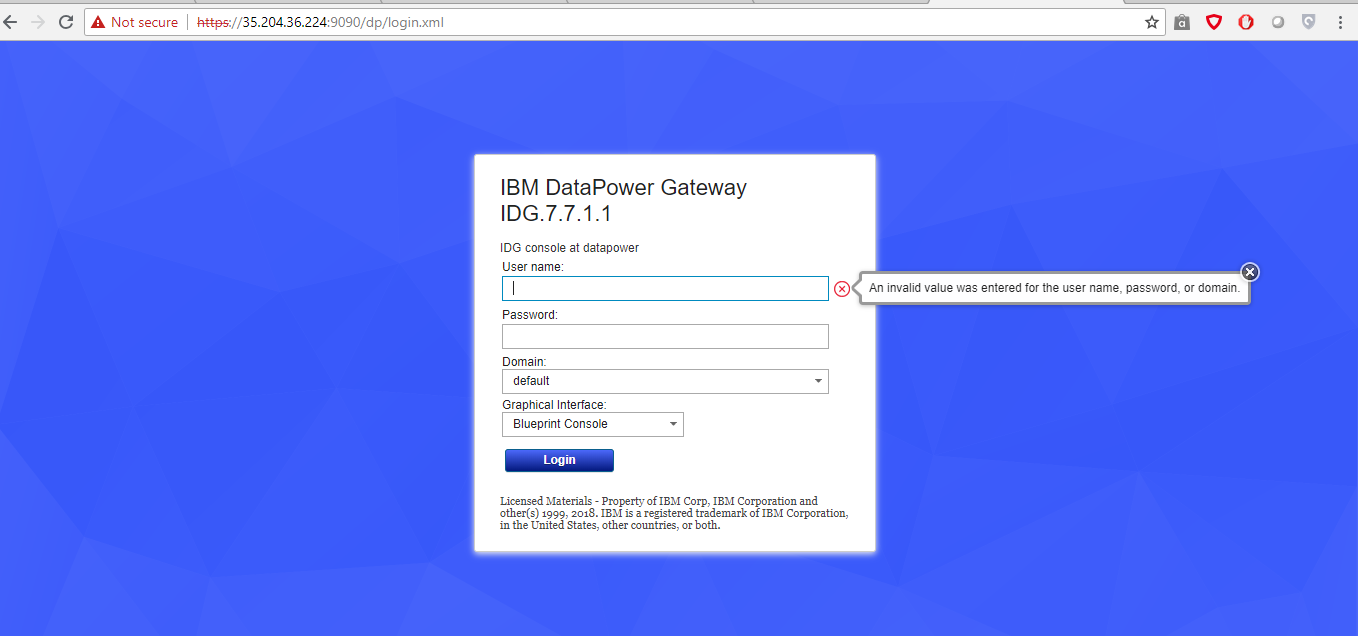 Not secure https://35.204.36.224:9090/dp/login.xml
IBM DataPower Gateway
IDG.7.7.1.1
IDG console at datapower
User name:
An invalid value was entered for the user name, password, or domain.
Password:
Domain:
default
Graphical Interface:
Blueprint Console
Login
Licensed Materials - Property of IBM Corp, IBM Corporation and
other(s) 1999, 2018. IBM is a registered trademark of IBM Corporation,
in the United States, other countries, or both.